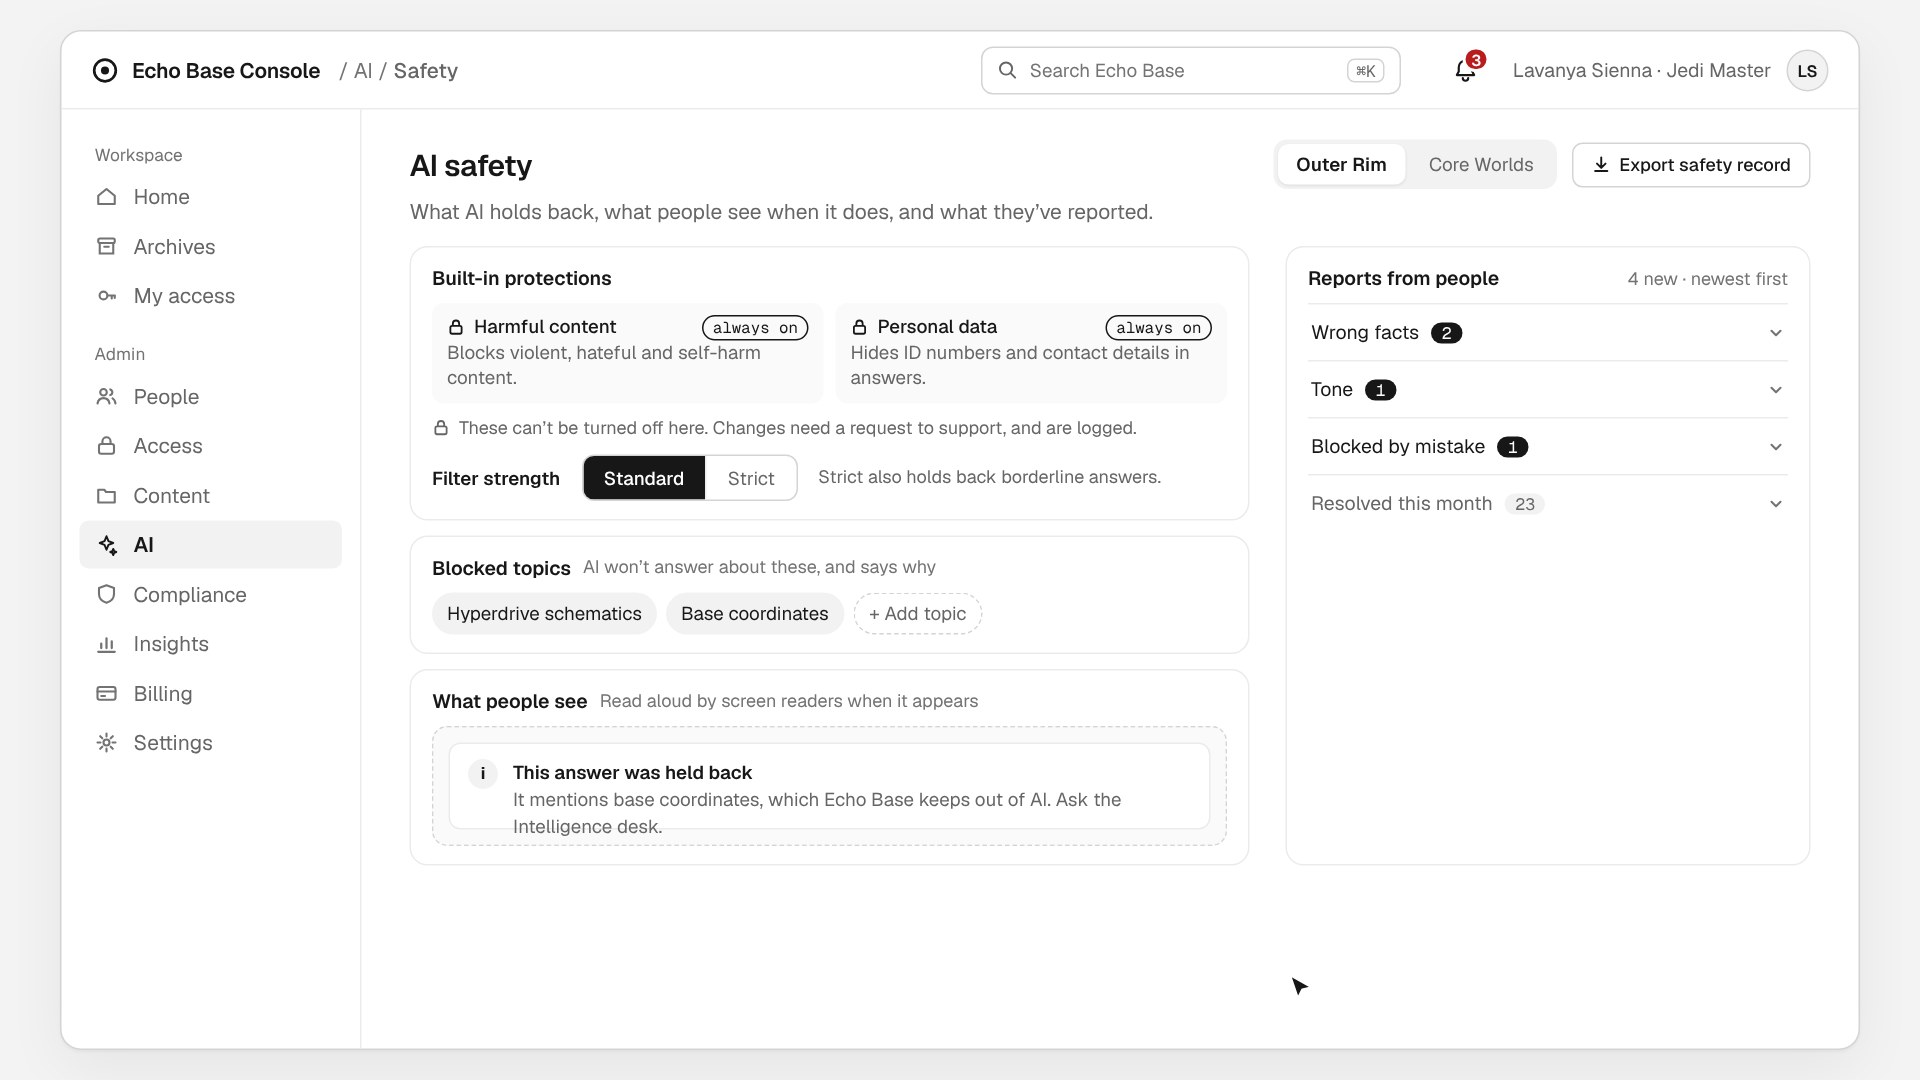 Echo Base Console / AI / Safety
Search Echo Base ⌘K
3
Lavanya Sienna · Jedi Master LS
Workspace
Home
Archives
My access
Admin
People
Access
Content
AI
Compliance
Insights
Billing
Settings
AI safety
Outer Rim Core Worlds
Export safety record
What AI holds back, what people see when it does, and what they’ve reported.
Built-in protections
Harmful content always on
Blocks violent, hateful and self-harm
content.
Personal data always on
Hides ID numbers and contact details in
answers.
These can’t be turned off here. Changes need a request to support, and are logged.
Filter strength Standard Strict Strict also holds back borderline answers.
Blocked topics AI won’t answer about these, and says why
Hyperdrive schematics Base coordinates + Add topic
What people see Read aloud by screen readers when it appears
i This answer was held back
It mentions base coordinates, which Echo Base keeps out of AI. Ask the
Intelligence desk.
Reports from people 4 new · newest first
Wrong facts 2
Tone 1
Blocked by mistake 1
Resolved this month 23